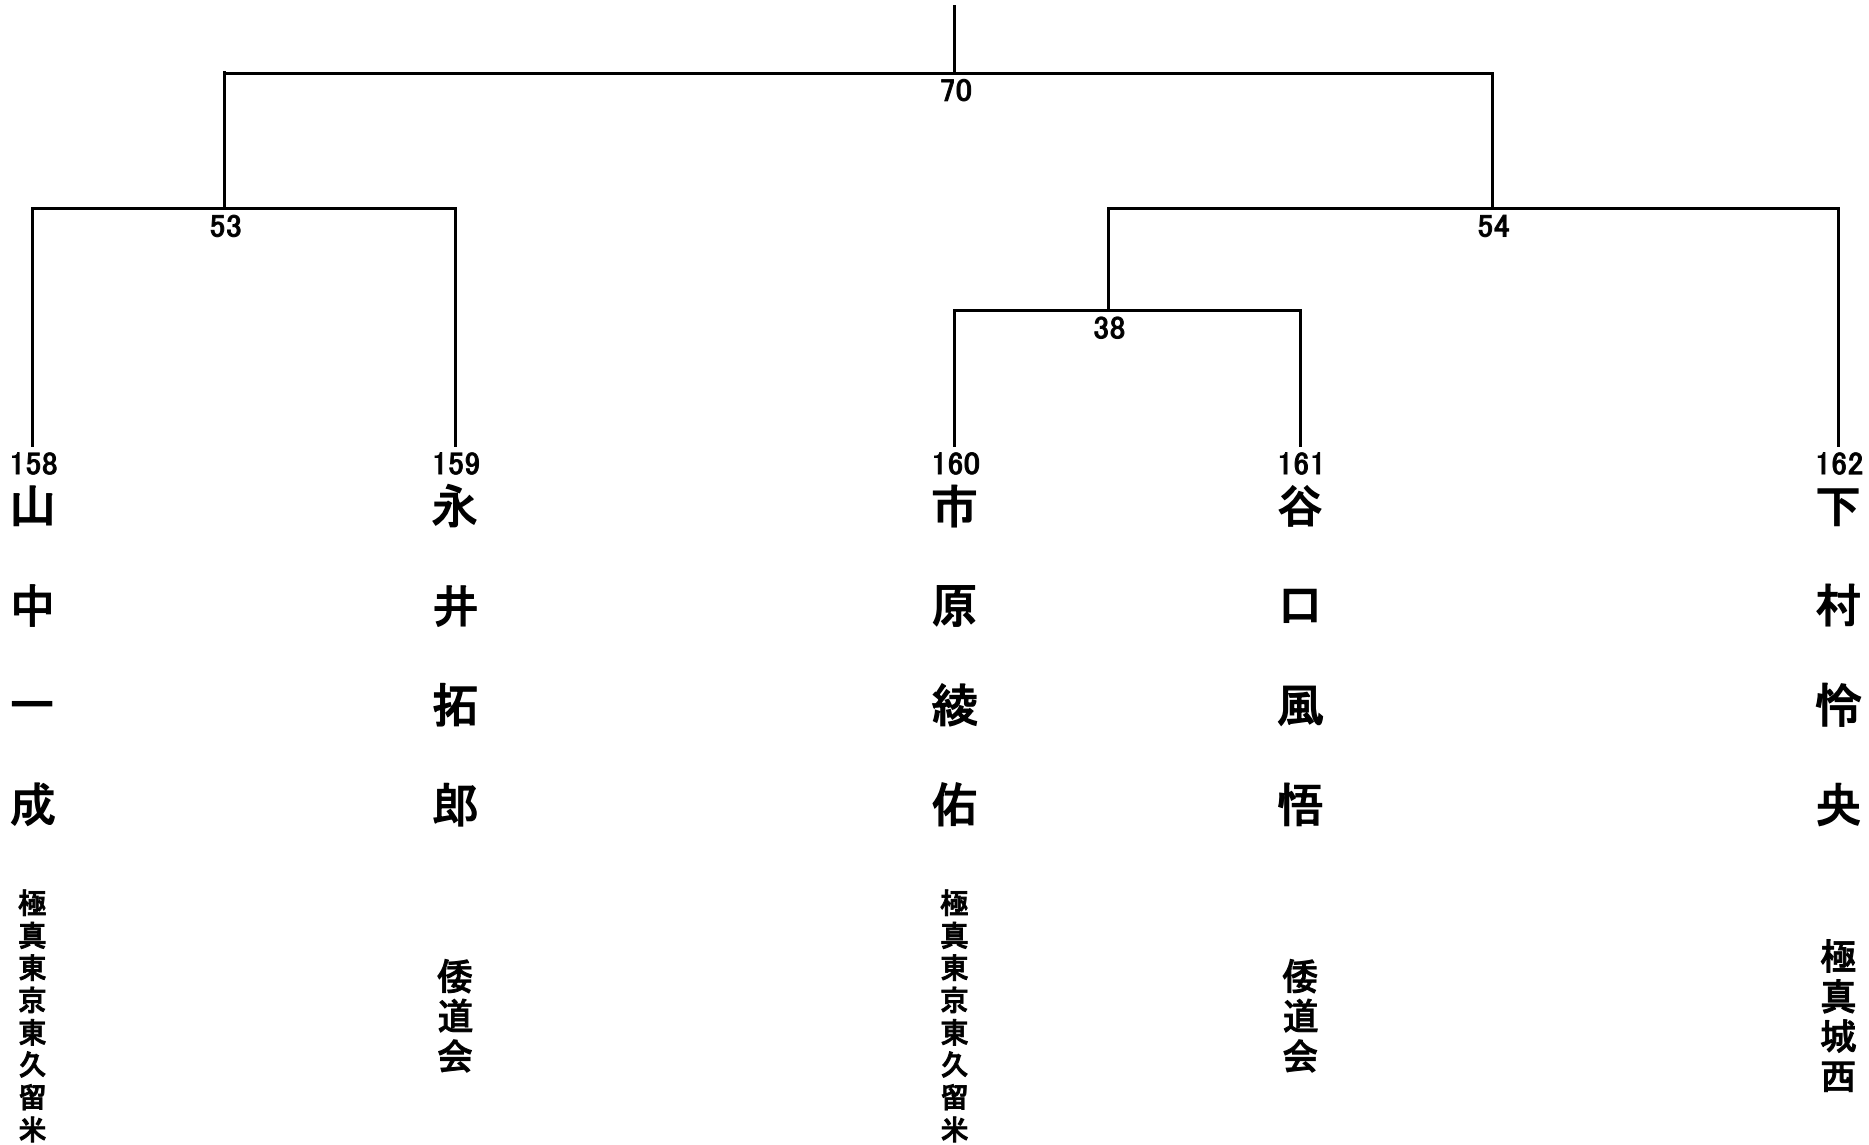 70
53
54
38
158
山中一成
極真東京東久留米
159
永井拓郎
倭道会
160
市原綾佑
極真東京東久留米
161
谷口風悟
倭道会
162
下村怜央
極真城西